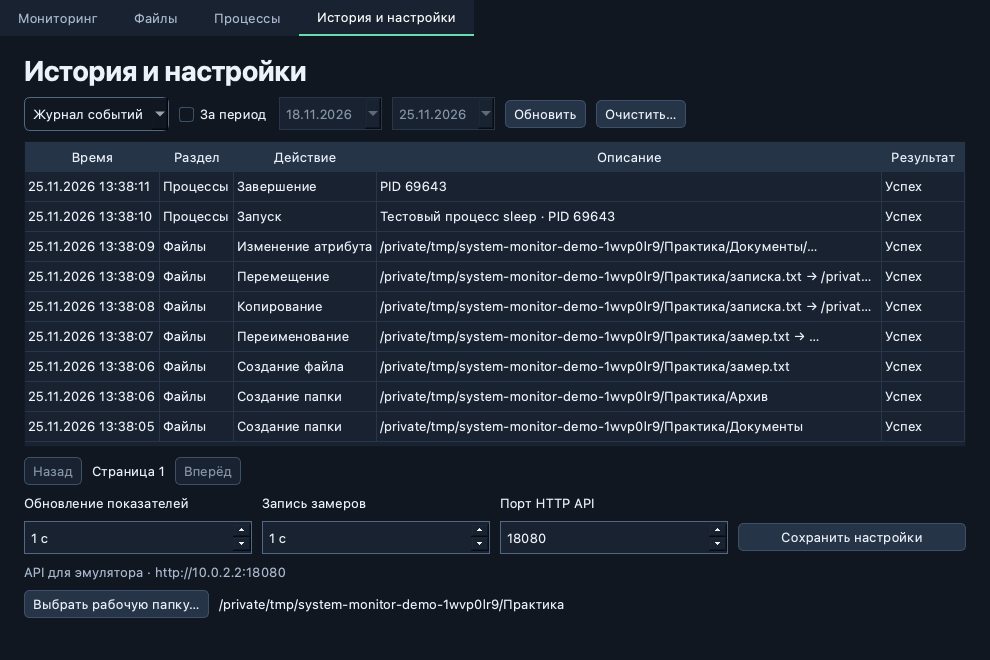 Мониторинг Файлы Процессы История и настройки
История и настройки
Журнал событий За период 18.11.2026 25.11.2026 Обновить Очистить...
Время Раздел Действие Описание Результат
25.11.2026 13:38:11 Процессы Завершение PID 69643 Успех
25.11.2026 13:38:10 Процессы Запуск Тестовый процесс sleep · PID 69643 Успех
25.11.2026 13:38:09 Файлы Изменение атрибута /private/tmp/system-monitor-demo-1wvp0lr9/Практика/Документы/... Успех
25.11.2026 13:38:09 Файлы Перемещение /private/tmp/system-monitor-demo-1wvp0lr9/Практика/записка.txt → /privat... Успех
25.11.2026 13:38:08 Файлы Копирование /private/tmp/system-monitor-demo-1wvp0lr9/Практика/записка.txt → /privat... Успех
25.11.2026 13:38:07 Файлы Переименование /private/tmp/system-monitor-demo-1wvp0lr9/Практика/замер.txt → ... Успех
25.11.2026 13:38:06 Файлы Создание файла /private/tmp/system-monitor-demo-1wvp0lr9/Практика/замер.txt Успех
25.11.2026 13:38:06 Файлы Создание папки /private/tmp/system-monitor-demo-1wvp0lr9/Практика/Архив Успех
25.11.2026 13:38:05 Файлы Создание папки /private/tmp/system-monitor-demo-1wvp0lr9/Практика/Документы Успех
Назад Страница 1 Вперёд
Обновление показателей Запись замеров Порт HTTP API
1 с 1 с 18080 Сохранить настройки
API для эмулятора · http://10.0.2.2:18080
Выбрать рабочую папку... /private/tmp/system-monitor-demo-1wvp0lr9/Практика